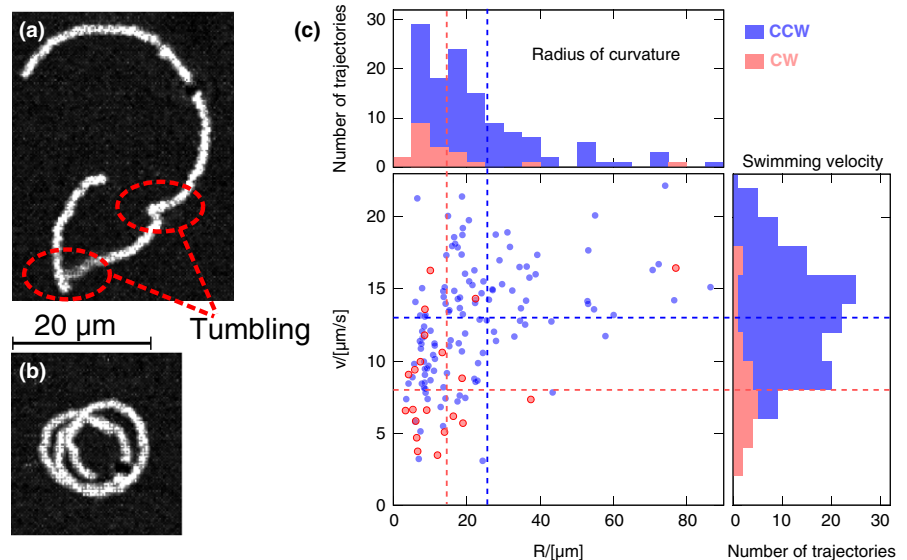 (a)
Tumbling
20 µm
(b)
(c)
Number of trajectories
30
20
10
0
Radius of curvature
CCW
CW
v/[µm/s]
20
15
10
5
0
0
20
40
60
80
R/[µm]
Swimming velocity
0
10
20
30
Number of trajectories